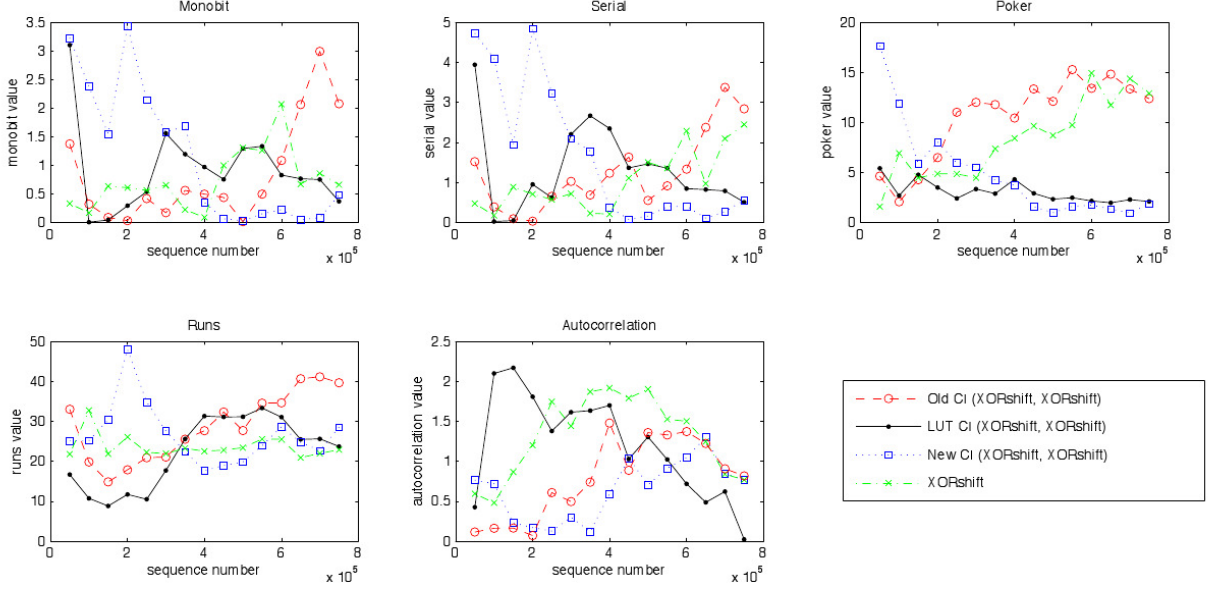 Monobit
3.5
3
2.5
2
1.5
1
0.5
0
monobit value
0 2 4 6 8
sequence number
x 10^5
Serial
5
4
3
2
1
0
serial value
0 2 4 6 8
sequence number
x 10^5
Poker
20
15
10
5
0
poker value
0 2 4 6 8
sequence number
x 10^5
Runs
50
40
30
20
10
0
runs value
0 2 4 6 8
sequence number
x 10^5
Autocorrelation
2.5
2
1.5
1
0.5
0
autocorrelation value
0 2 4 6 8
sequence number
x 10^5
Old CI (XORshift, XORshift)
LUT CI (XORshift, XORshift)
New CI (XORshift, XORshift)
XORshift